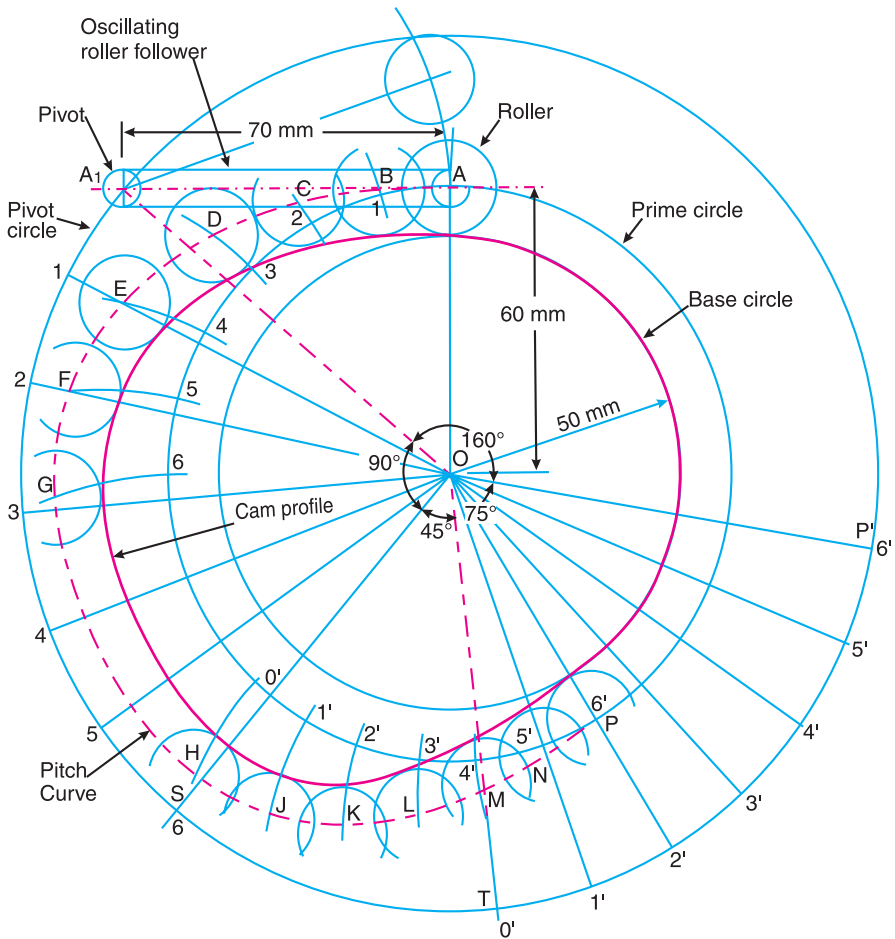 Oscillating
roller follower
Pivot
70 mm
Roller
A1
A
B
C
1
2
D
3
Pivot
circle
Prime circle
1
E
4
60 mm
Base circle
2
F
5
50 mm
160°
O
90°
G
6
3
Cam profile
45°
75°
P'
6'
4
5'
0'
1'
6'
P
5
2'
3'
5'
4'
H
4'
N
Pitch
Curve
S
J
K
L
M
3'
6
2'
T
1'
0'